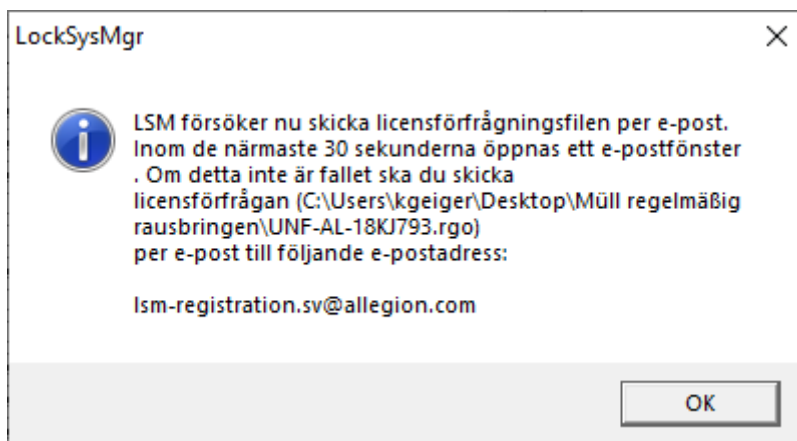 LockSysMgr
LSM försöker nu skicka licensförfrågningsfilen per e-post.
Inom de närmaste 30 sekunderna öppnas ett e-postfönster
. Om detta inte är fallet ska du skicka
licensförfrågan (C:\Users\kgeiger\Desktop\Müll regelmäßig
rausbringen\UNF-AL-18KJ793.rgo)
per e-post till följande e-postadress:
lsm-registration.sv@allegion.com
OK